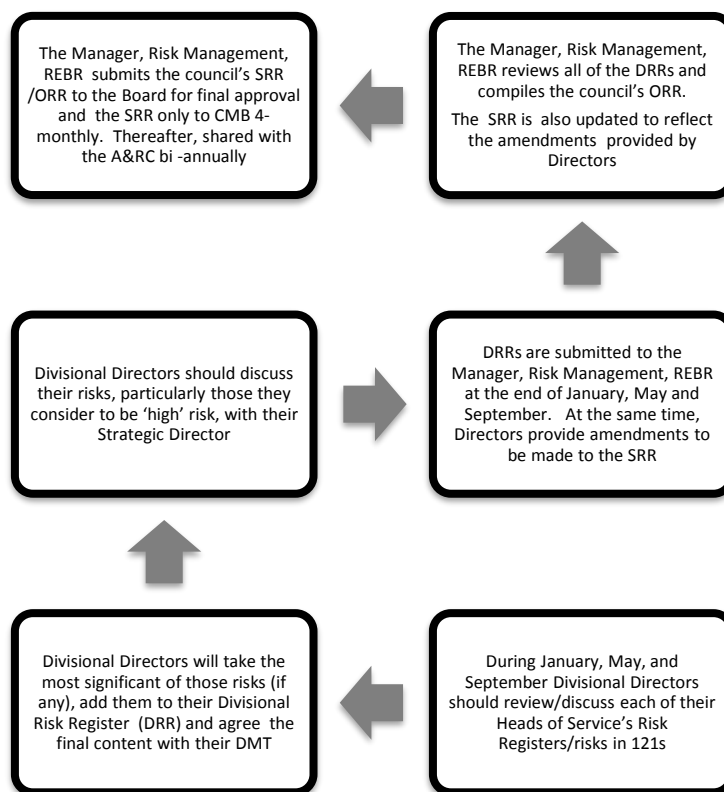 The Manager, Risk Management,
REBR submits the council's SRR
/ORR to the Board for final approval
and the SRR only to CMB 4-
monthly. Thereafter, shared with
the A&RC bi -annually
The Manager, Risk Management,
REBR reviews all of the DRRs and
compiles the council's ORR.
The SRR is also updated to reflect
the amendments provided by
Directors
Divisional Directors should discuss
their risks, particularly those they
consider to be 'high' risk, with their
Strategic Director
DRRs are submitted to the
Manager, Risk Management, REBR
at the end of January, May and
September. At the same time,
Directors provide amendments to
be made to the SRR
Divisional Directors will take the
most significant of those risks (if
any), add them to their Divisional
Risk Register (DRR) and agree the
final content with their DMT
During January, May, and
September Divisional Directors
should review/discuss each of their
Heads of Service's Risk
Registers/risks in 121s